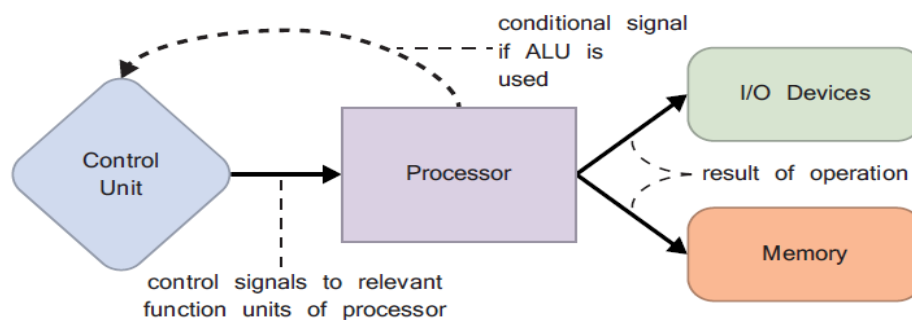 conditional signal
if ALU is
used
I/O Devices
Control
Unit
Processor
result of operation
Memory
control signals to relevant
function units of processor